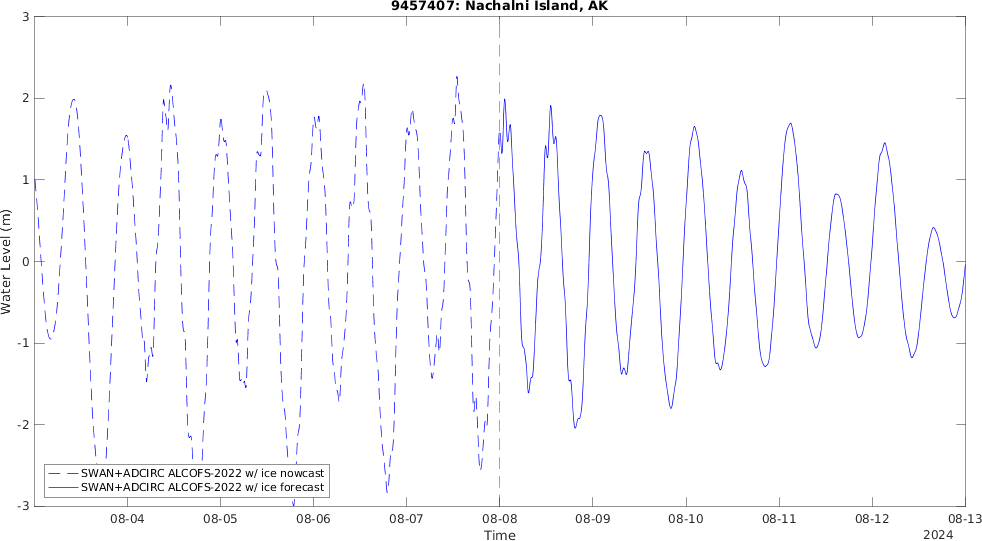 9457407: Nachalni Island, AK
3
2
1
0
-1
-2
-3
Water Level (m)
SWAN+ADCIRC ALCOFS-2022 w/ ice nowcast
SWAN+ADCIRC ALCOFS-2022 w/ ice forecast
08-04 08-05 08-06 08-07 08-08 08-09 08-10 08-11 08-12 08-13
Time
2024